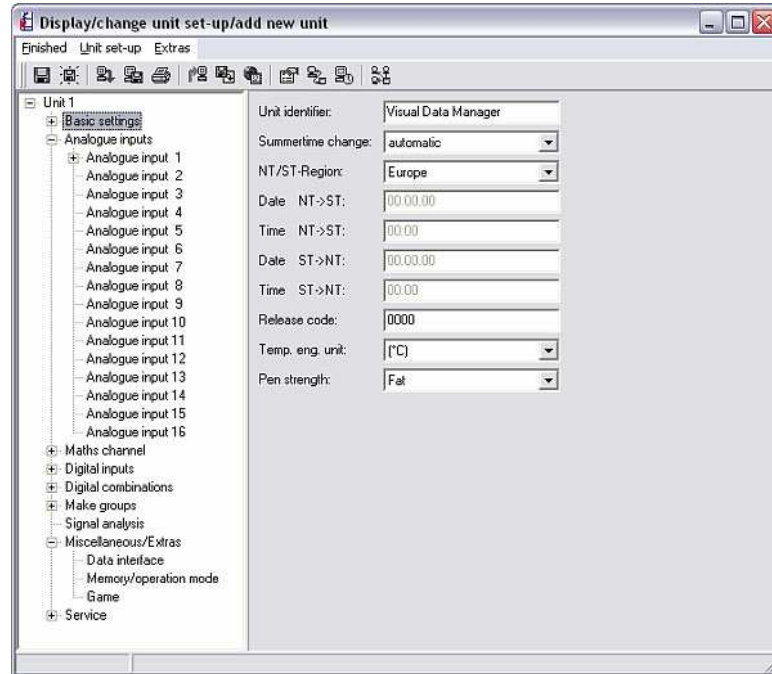 Display/change unit set-up/add new unit
Finished Unit set-up Extras
Unit 1
Basic settings
Analogue inputs
Analogue input 1
Analogue input 2
Analogue input 3
Analogue input 4
Analogue input 5
Analogue input 6
Analogue input 7
Analogue input 8
Analogue input 9
Analogue input 10
Analogue input 11
Analogue input 12
Analogue input 13
Analogue input 14
Analogue input 15
Analogue input 16
Maths channel
Digital inputs
Digital combinations
Make groups
Signal analysis
Miscellaneous/Extras
Data interface
Memory/operation mode
Game
Service
Unit identifier: Visual Data Manager
Summertime change: automatic
NT/ST-Region: Europe
Date NT->ST: 00.00.00
Time NT->ST: 00:00
Date ST->NT: 00.00.00
Time ST->NT: 00:00
Release code: 0000
Temp. eng. unit: (°C)
Pen strength: Fat